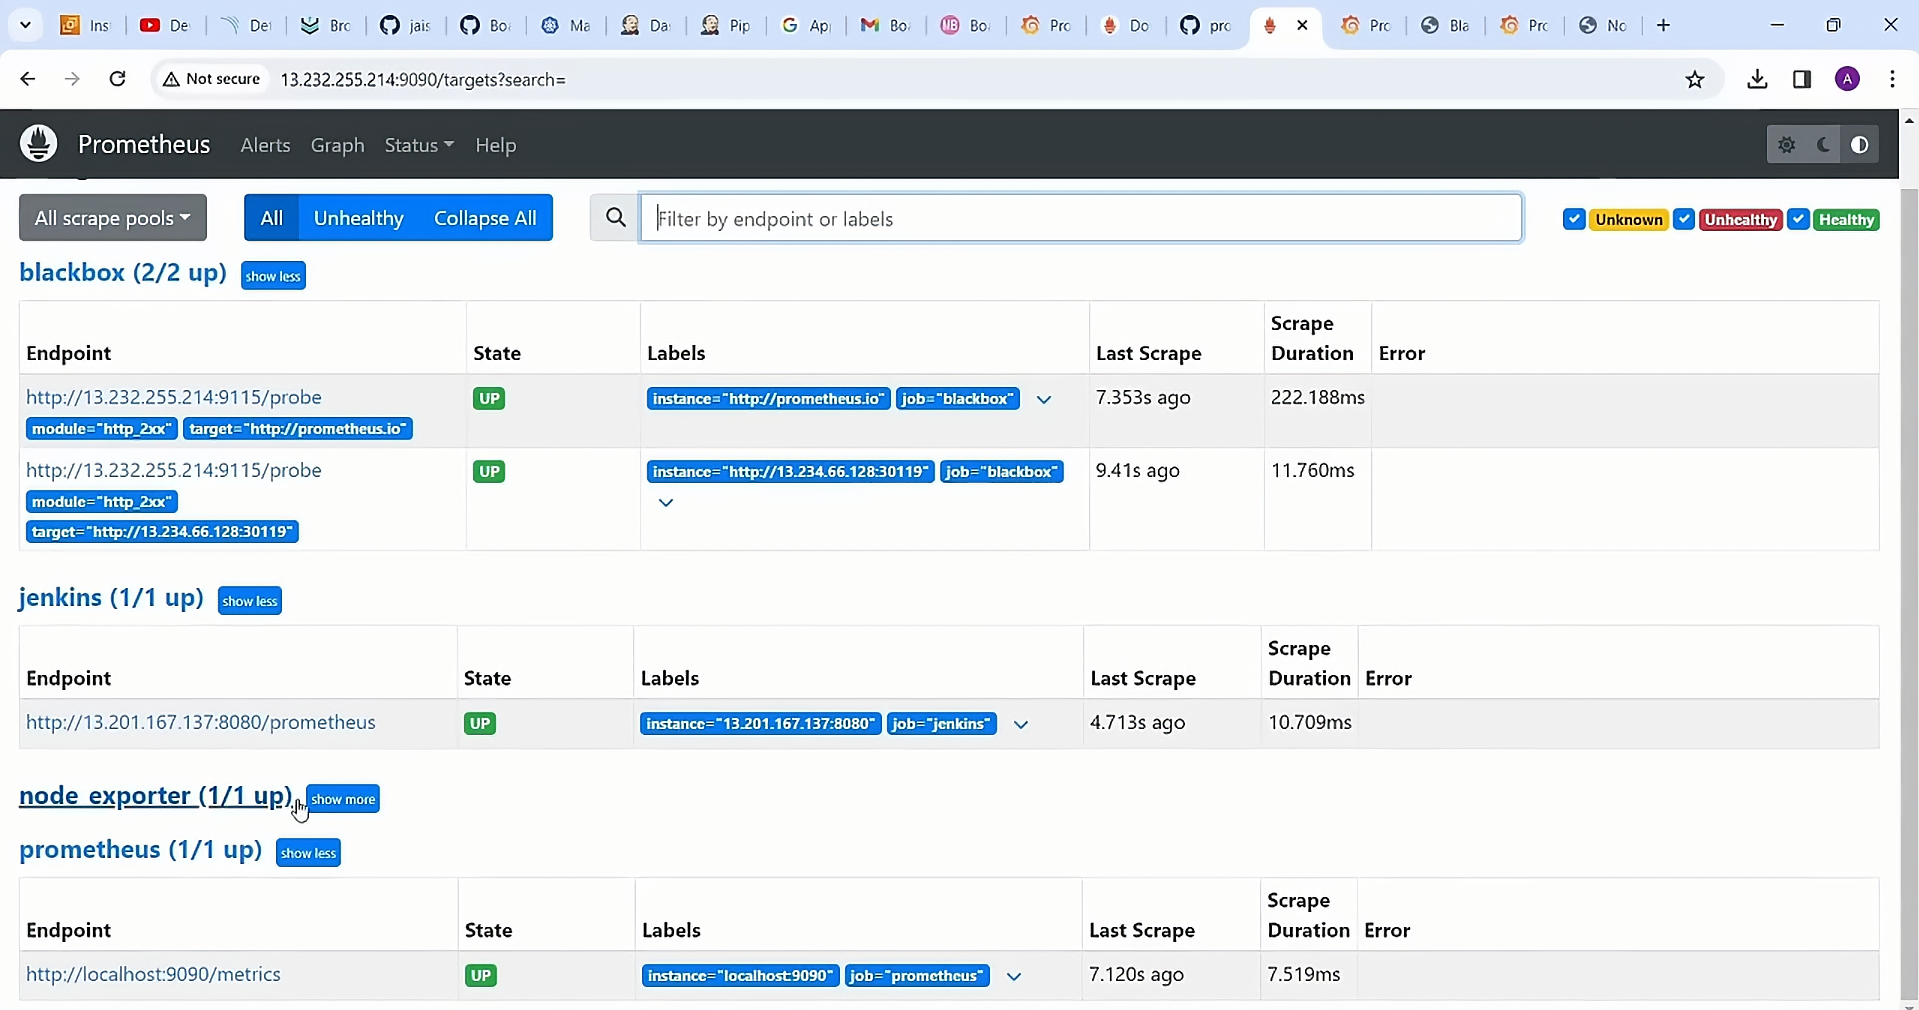 Ins
De
Det
Bro
jais
Bo
Ma
Da
Pip
App
Bo
Bo
Pro
Do
pro
Pro
Bla
Pro
No
Not secure
13.232.255.214:9090/targets?search=
A
Prometheus
Alerts
Graph
Status
Help
All scrape pools
All
Unhealthy
Collapse All
Filter by endpoint or labels
Unknown
Unhealthy
Healthy
blackbox (2/2 up)
show less
Endpoint
State
Labels
Last Scrape
Scrape
Duration
Error
http://13.232.255.214:9115/probe
module="http_2xx" target="http://prometheus.io"
UP
instance="http://prometheus.io" job="blackbox"
7.353s ago
222.188ms
http://13.232.255.214:9115/probe
module="http_2xx"
target="http://13.234.66.128:30119"
UP
instance="http://13.234.66.128:30119" job="blackbox"
9.41s ago
11.760ms
jenkins (1/1 up)
show less
Endpoint
State
Labels
Last Scrape
Scrape
Duration
Error
http://13.201.167.137:8080/prometheus
UP
instance="13.201.167.137:8080" job="jenkins"
4.713s ago
10.709ms
node_exporter (1/1 up)
show more
prometheus (1/1 up)
show less
Endpoint
State
Labels
Last Scrape
Scrape
Duration
Error
http://localhost:9090/metrics
UP
instance="localhost:9090" job="prometheus"
7.120s ago
7.519ms